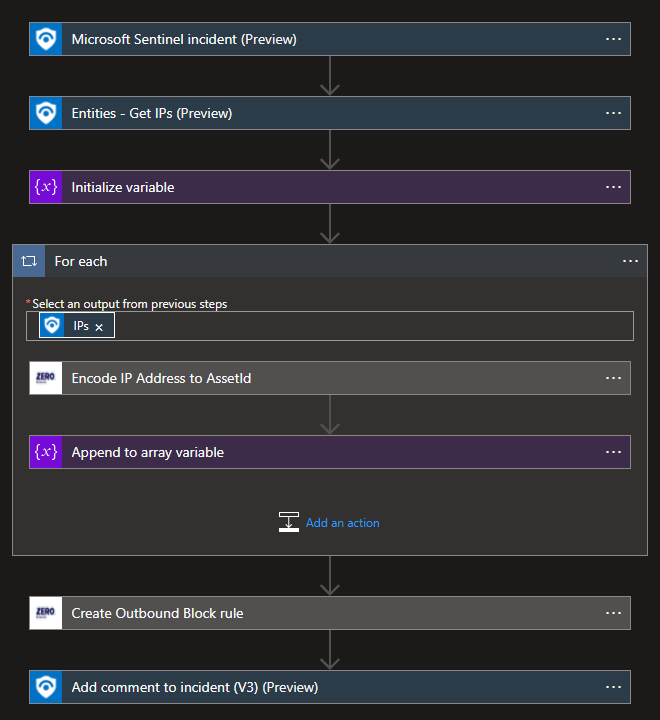 Microsoft Sentinel incident (Preview)
Entities - Get IPs (Preview)
{x} Initialize variable
For each
*Select an output from previous steps
IPs ×
ZERO Encode IP Address to AssetId
{x} Append to array variable
Add an action
ZERO Create Outbound Block rule
Add comment to incident (V3) (Preview)